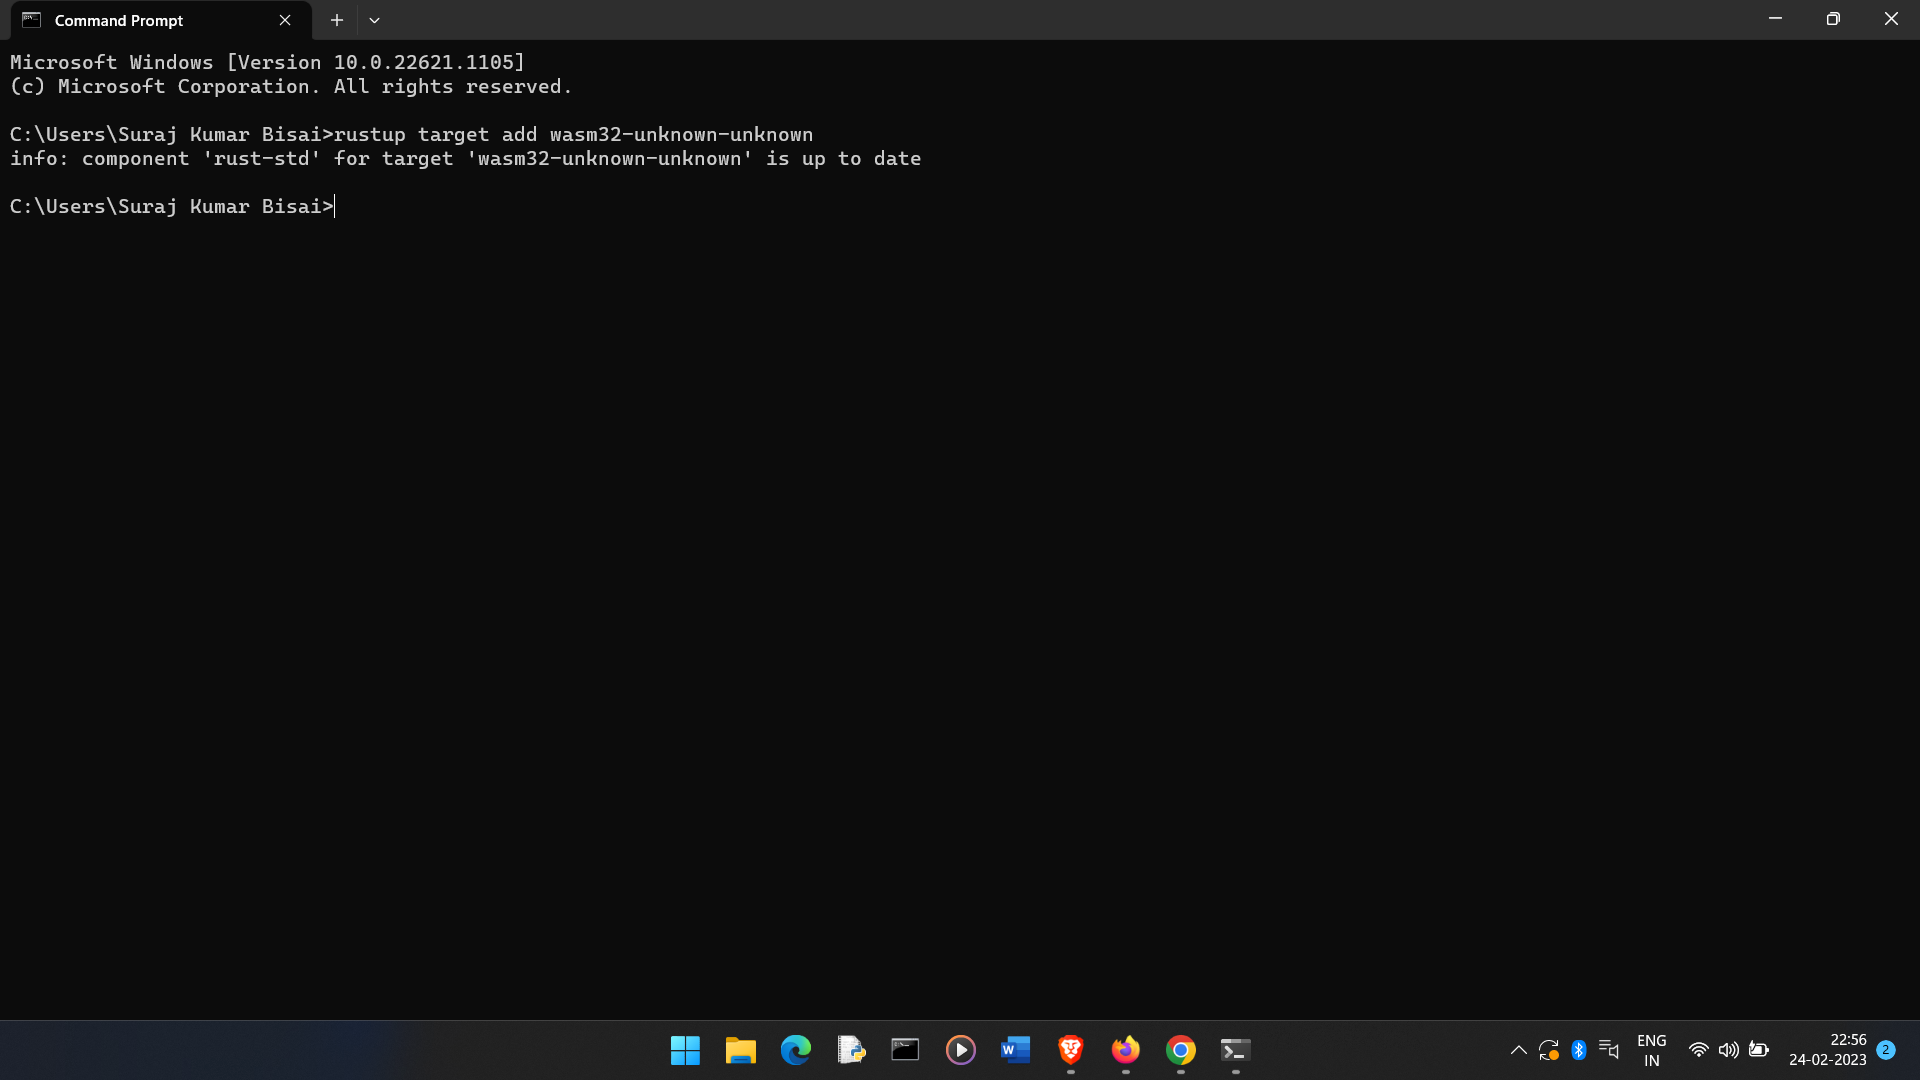 Command Prompt
Microsoft Windows [Version 10.0.22621.1105]
(c) Microsoft Corporation. All rights reserved.
C:\Users\Suraj Kumar Bisai>rustup target add wasm32-unknown-unknown
info: component 'rust-std' for target 'wasm32-unknown-unknown' is up to date
C:\Users\Suraj Kumar Bisai>
W
ENG
IN
22:56
24-02-2023
2